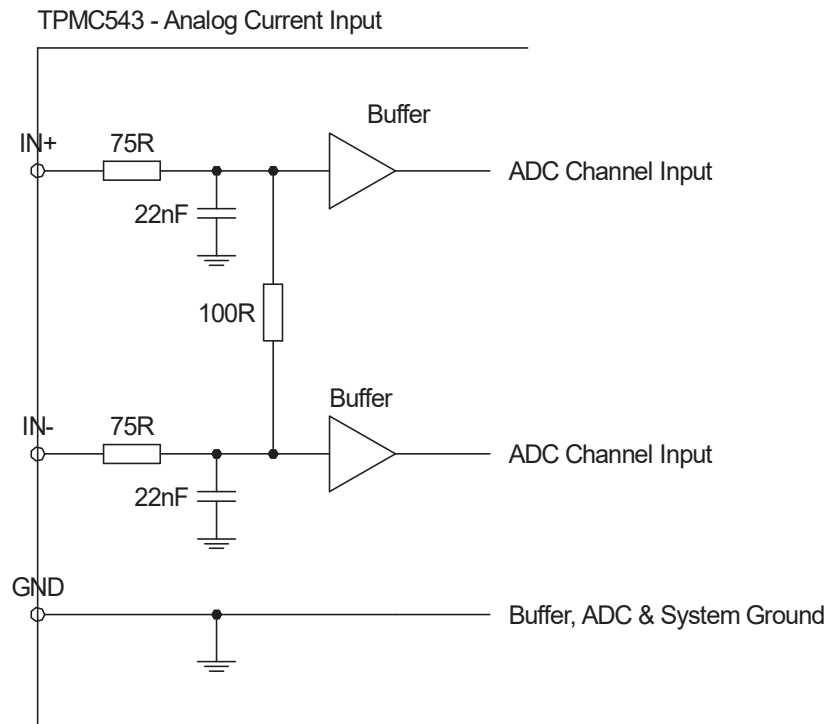 TPMC543 - Analog Current Input
Buffer
IN+
75R
ADC Channel Input
22nF
100R
Buffer
IN-
75R
ADC Channel Input
22nF
GND
Buffer, ADC & System Ground